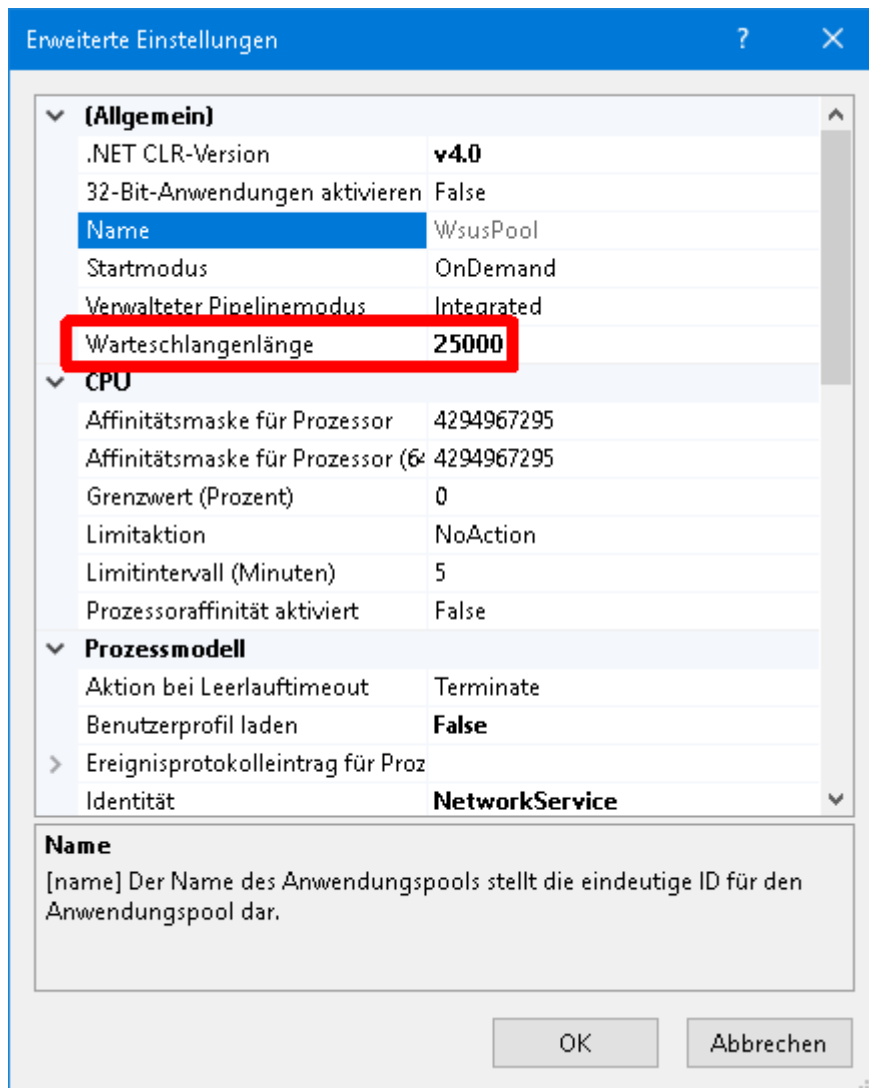 Erweiterte Einstellungen ?
(Allgemein)
.NET CLR-Version v4.0
32-Bit-Anwendungen aktivieren False
Name WsusPool
Startmodus OnDemand
Verwalteter Pipelinemodus Integrated
Warteschlangenlänge 25000
CPU
Affinitätsmaske für Prozessor 4294967295
Affinitätsmaske für Prozessor (64 4294967295
Grenzwert (Prozent) 0
Limitaktion NoAction
Limitintervall (Minuten) 5
Prozessoraffinität aktiviert False
Prozessmodell
Aktion bei Leerlauftimeout Terminate
Benutzerprofil laden False
Ereignisprotokolleintrag für Proz
Identität NetworkService
Name
[name] Der Name des Anwendungspools stellt die eindeutige ID für den
Anwendungspool dar.
OK Abbrechen